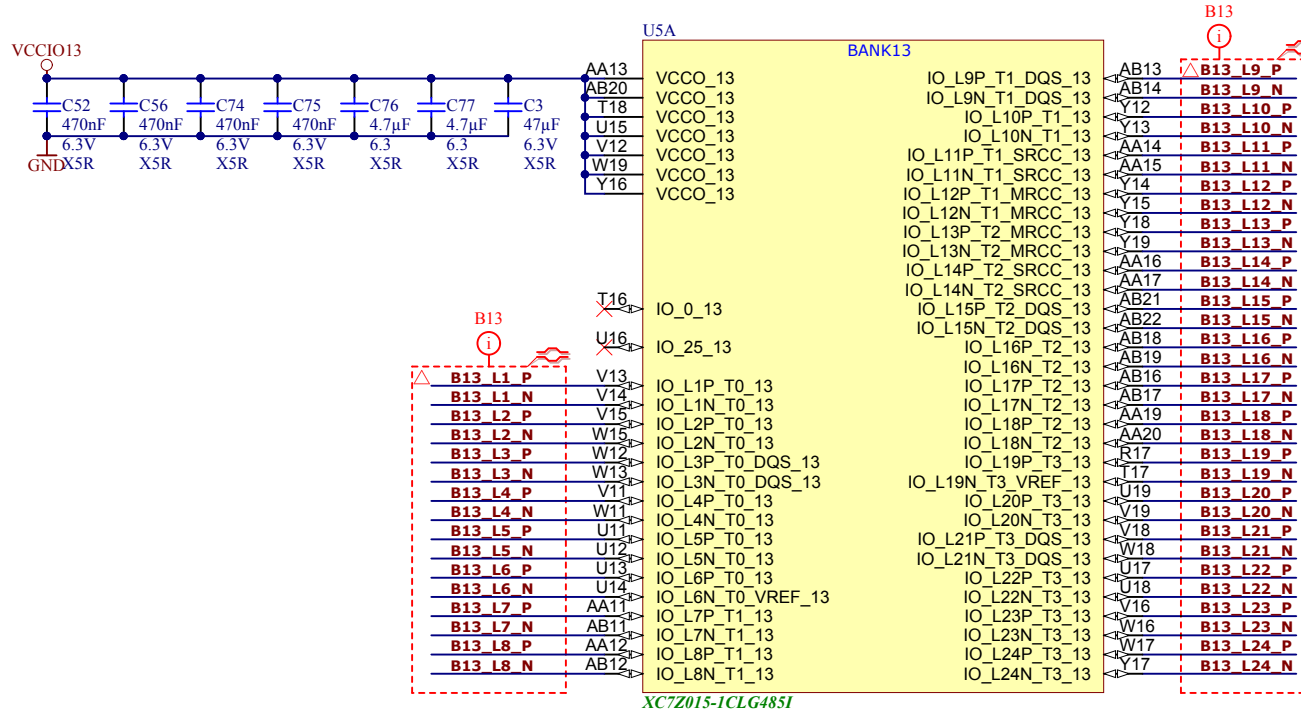 B13
U5A
VCCIO13
BANK13
AA13 VCCO_13
AB20 VCCO_13
T18 VCCO_13
U15 VCCO_13
V12 VCCO_13
W19 VCCO_13
Y16 VCCO_13
C52
470nF
6.3V
X5R
C56
470nF
6.3V
X5R
C74
470nF
6.3V
X5R
C75
470nF
6.3V
X5R
C76
4.7µF
6.3
X5R
C77
4.7µF
6.3
X5R
C3
47µF
6.3V
X5R
GND
T16 IO_0_13
U16 IO_25_13
B13
B13_L1_P V13 IO_L1P_T0_13
B13_L1_N V14 IO_L1N_T0_13
B13_L2_P V15 IO_L2P_T0_13
B13_L2_N W15 IO_L2N_T0_13
B13_L3_P W12 IO_L3P_T0_DQS_13
B13_L3_N W13 IO_L3N_T0_DQS_13
B13_L4_P V11 IO_L4P_T0_13
B13_L4_N W11 IO_L4N_T0_13
B13_L5_P U11 IO_L5P_T0_13
B13_L5_N U12 IO_L5N_T0_13
B13_L6_P U13 IO_L6P_T0_13
B13_L6_N U14 IO_L6N_T0_VREF_13
B13_L7_P AA11 IO_L7P_T1_13
B13_L7_N AB11 IO_L7N_T1_13
B13_L8_P AA12 IO_L8P_T1_13
B13_L8_N AB12 IO_L8N_T1_13
IO_L9P_T1_DQS_13 AB13 B13_L9_P
IO_L9N_T1_DQS_13 AB14 B13_L9_N
IO_L10P_T1_13 Y12 B13_L10_P
IO_L10N_T1_13 Y13 B13_L10_N
IO_L11P_T1_SRCC_13 AA14 B13_L11_P
IO_L11N_T1_SRCC_13 AA15 B13_L11_N
IO_L12P_T1_MRCC_13 Y14 B13_L12_P
IO_L12N_T1_MRCC_13 Y15 B13_L12_N
IO_L13P_T2_MRCC_13 Y18 B13_L13_P
IO_L13N_T2_MRCC_13 Y19 B13_L13_N
IO_L14P_T2_SRCC_13 AA16 B13_L14_P
IO_L14N_T2_SRCC_13 AA17 B13_L14_N
IO_L15P_T2_DQS_13 AB21 B13_L15_P
IO_L15N_T2_DQS_13 AB22 B13_L15_N
IO_L16P_T2_13 AB18 B13_L16_P
IO_L16N_T2_13 AB19 B13_L16_N
IO_L17P_T2_13 AB16 B13_L17_P
IO_L17N_T2_13 AB17 B13_L17_N
IO_L18P_T2_13 AA19 B13_L18_P
IO_L18N_T2_13 AA20 B13_L18_N
IO_L19P_T3_13 R17 B13_L19_P
IO_L19N_T3_VREF_13 T17 B13_L19_N
IO_L20P_T3_13 U19 B13_L20_P
IO_L20N_T3_13 V19 B13_L20_N
IO_L21P_T3_DQS_13 V18 B13_L21_P
IO_L21N_T3_DQS_13 W18 B13_L21_N
IO_L22P_T3_13 U17 B13_L22_P
IO_L22N_T3_13 U18 B13_L22_N
IO_L23P_T3_13 V16 B13_L23_P
IO_L23N_T3_13 W16 B13_L23_N
IO_L24P_T3_13 W17 B13_L24_P
IO_L24N_T3_13 Y17 B13_L24_N
XC7Z015-1CLG485I